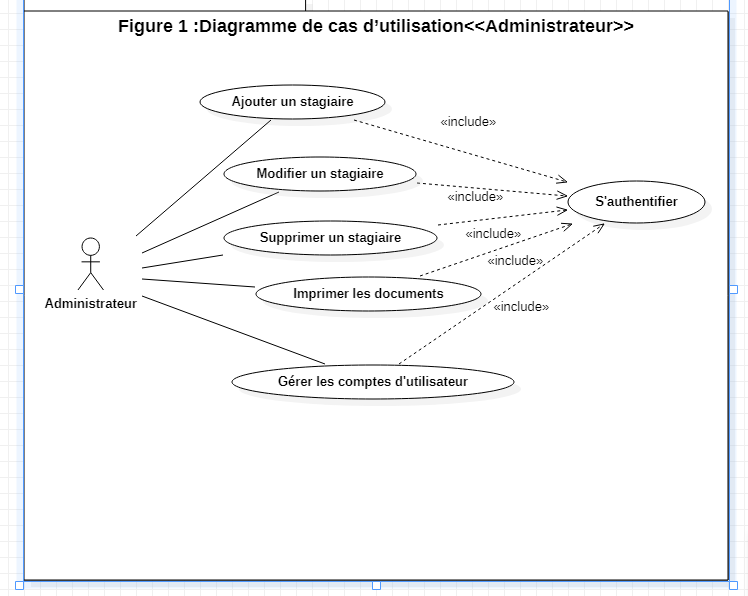 Figure 1 :Diagramme de cas d’utilisation<<Administrateur>>
Ajouter un stagiaire
«include»
Modifier un stagiaire
«include»
S'authentifier
Supprimer un stagiaire
«include»
«include»
Imprimer les documents
Administrateur
«include»
Gérer les comptes d'utilisateur